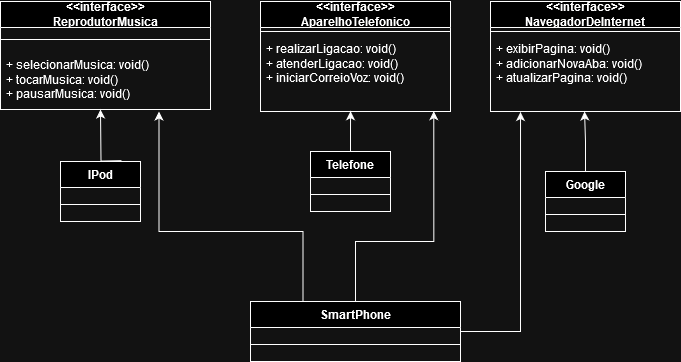 <<interface>>
ReprodutorMusica
+ selecionarMusica: void()
+ tocarMusica: void()
+ pausarMusica: void()
<<interface>>
AparelhoTelefonico
+ realizarLigacao: void()
+ atenderLigacao: void()
+ iniciarCorreioVoz: void()
<<interface>>
NavegadorDeInternet
+ exibirPagina: void()
+ adicionarNovaAba: void()
+ atualizarPagina: void()
IPod
Telefone
Google
SmartPhone